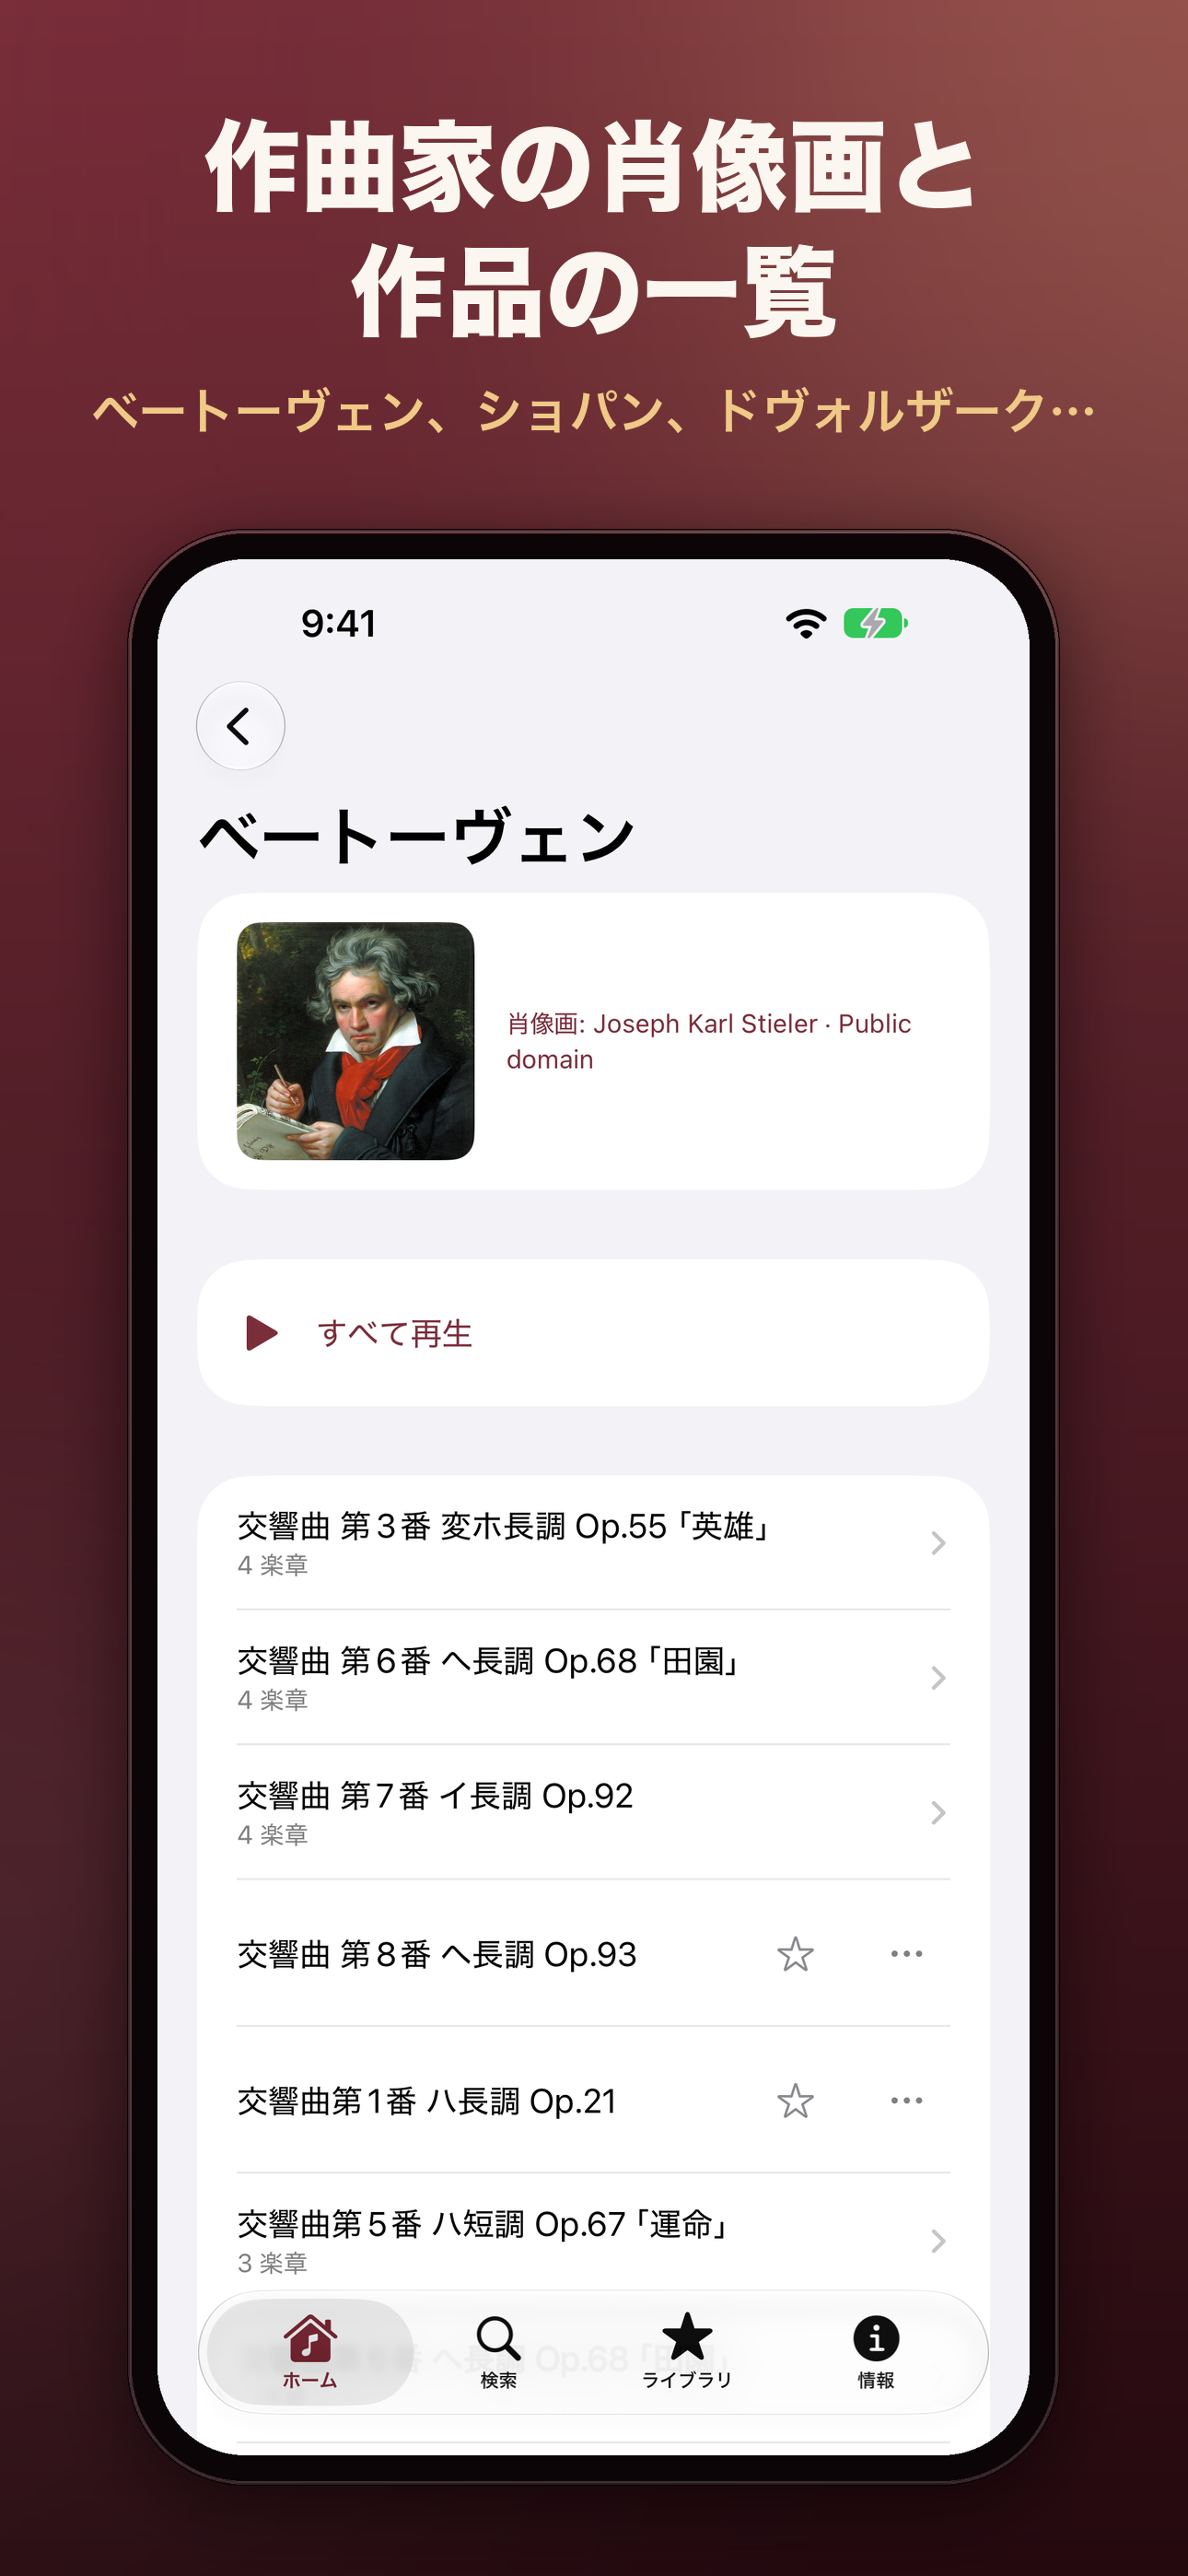 作曲家の肖像画と
作品の一覧
ベートーヴェン、ショパン、ドヴォルザーク…
9:41
ベートーヴェン
肖像画: Joseph Karl Stieler · Public
domain
すべて再生
交響曲 第3番 変ホ長調 Op.55「英雄」
4 楽章
交響曲 第6番 ヘ長調 Op.68「田園」
4 楽章
交響曲 第7番 イ長調 Op.92
4 楽章
交響曲 第8番 ヘ長調 Op.93
交響曲第1番 ハ長調 Op.21
交響曲第5番 ハ短調 Op.67「運命」
3 楽章
ヘ長調 Op.68
ホーム
検索
ライブラリ
情報